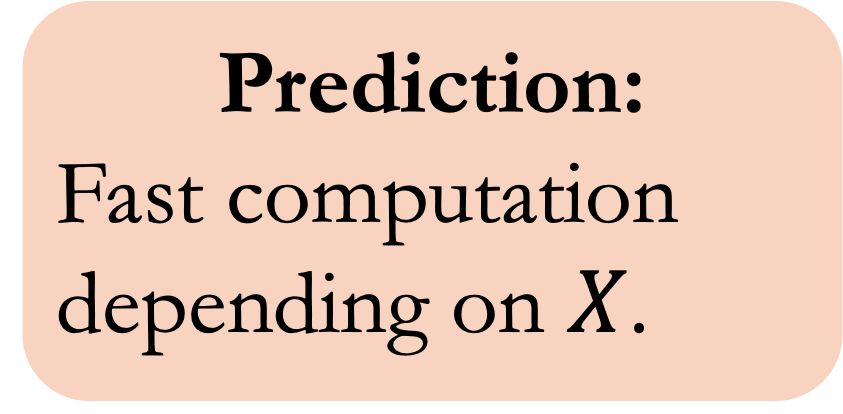 Prediction:
Fast computation
depending on X.